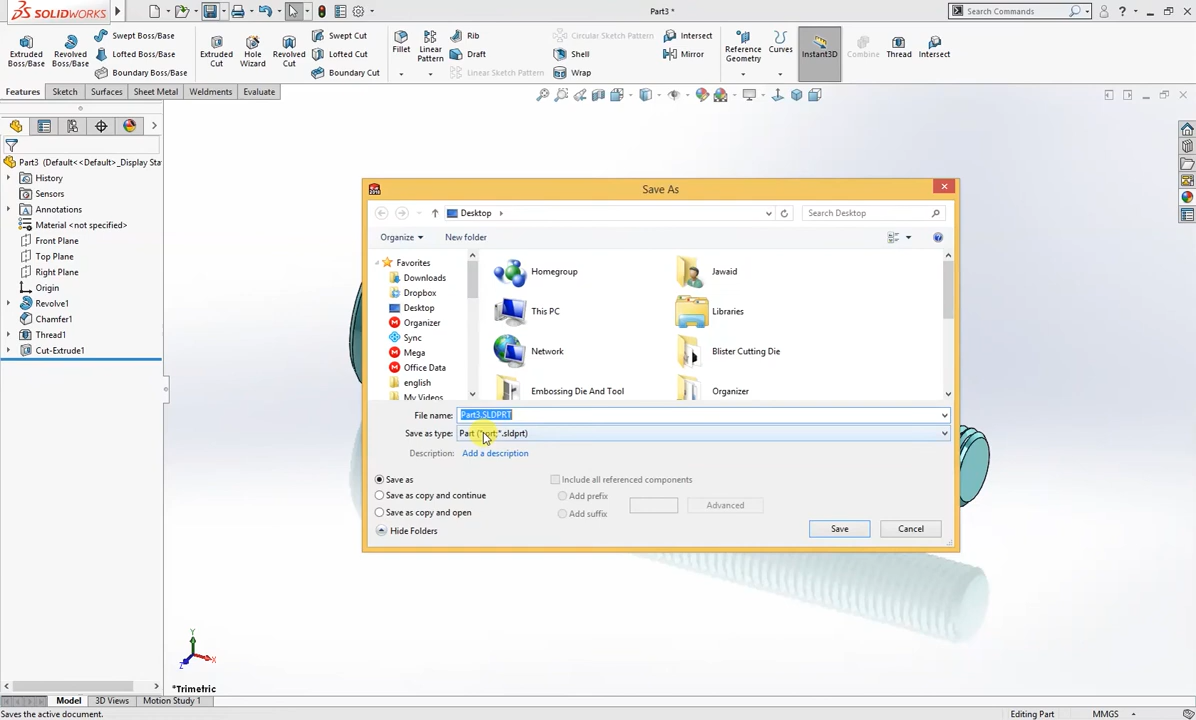 SOLIDWORKS
Part3 *
Search Commands
Extruded Boss/Base
Revolved Boss/Base
Swept Boss/Base
Lofted Boss/Base
Boundary Boss/Base
Extruded Cut
Hole Wizard
Revolved Cut
Swept Cut
Lofted Cut
Boundary Cut
Fillet
Linear Pattern
Rib
Draft
Circular Sketch Pattern
Shell
Linear Sketch Pattern
Wrap
Intersect
Mirror
Reference Geometry
Curves
Instant3D
Combine
Thread
Intersect
Features
Sketch
Surfaces
Sheet Metal
Weldments
Evaluate
Part3 (Default<<Default>_Display Sta
History
Sensors
Annotations
Material <not specified>
Front Plane
Top Plane
Right Plane
Origin
Revolve1
Chamfer1
Thread1
Cut-Extrude1
Save As
Desktop
Search Desktop
Organize
New folder
Favorites
Downloads
Dropbox
Desktop
Organizer
Sync
Mega
Office Data
english
My Videos
Homegroup
Jawaid
This PC
Libraries
Network
Blister Cutting Die
Embossing Die And Tool
Organizer
File name: Part3.SLDPRT
Save as type: Part (*.prt;*.sldprt)
Description: Add a description
Save as
Save as copy and continue
Save as copy and open
Include all referenced components
Add prefix
Add suffix
Advanced
Hide Folders
Save
Cancel
Y
X
Z
*Trimetric
Model
3D Views
Motion Study 1
Saves the active document.
Editing Part
MMGS